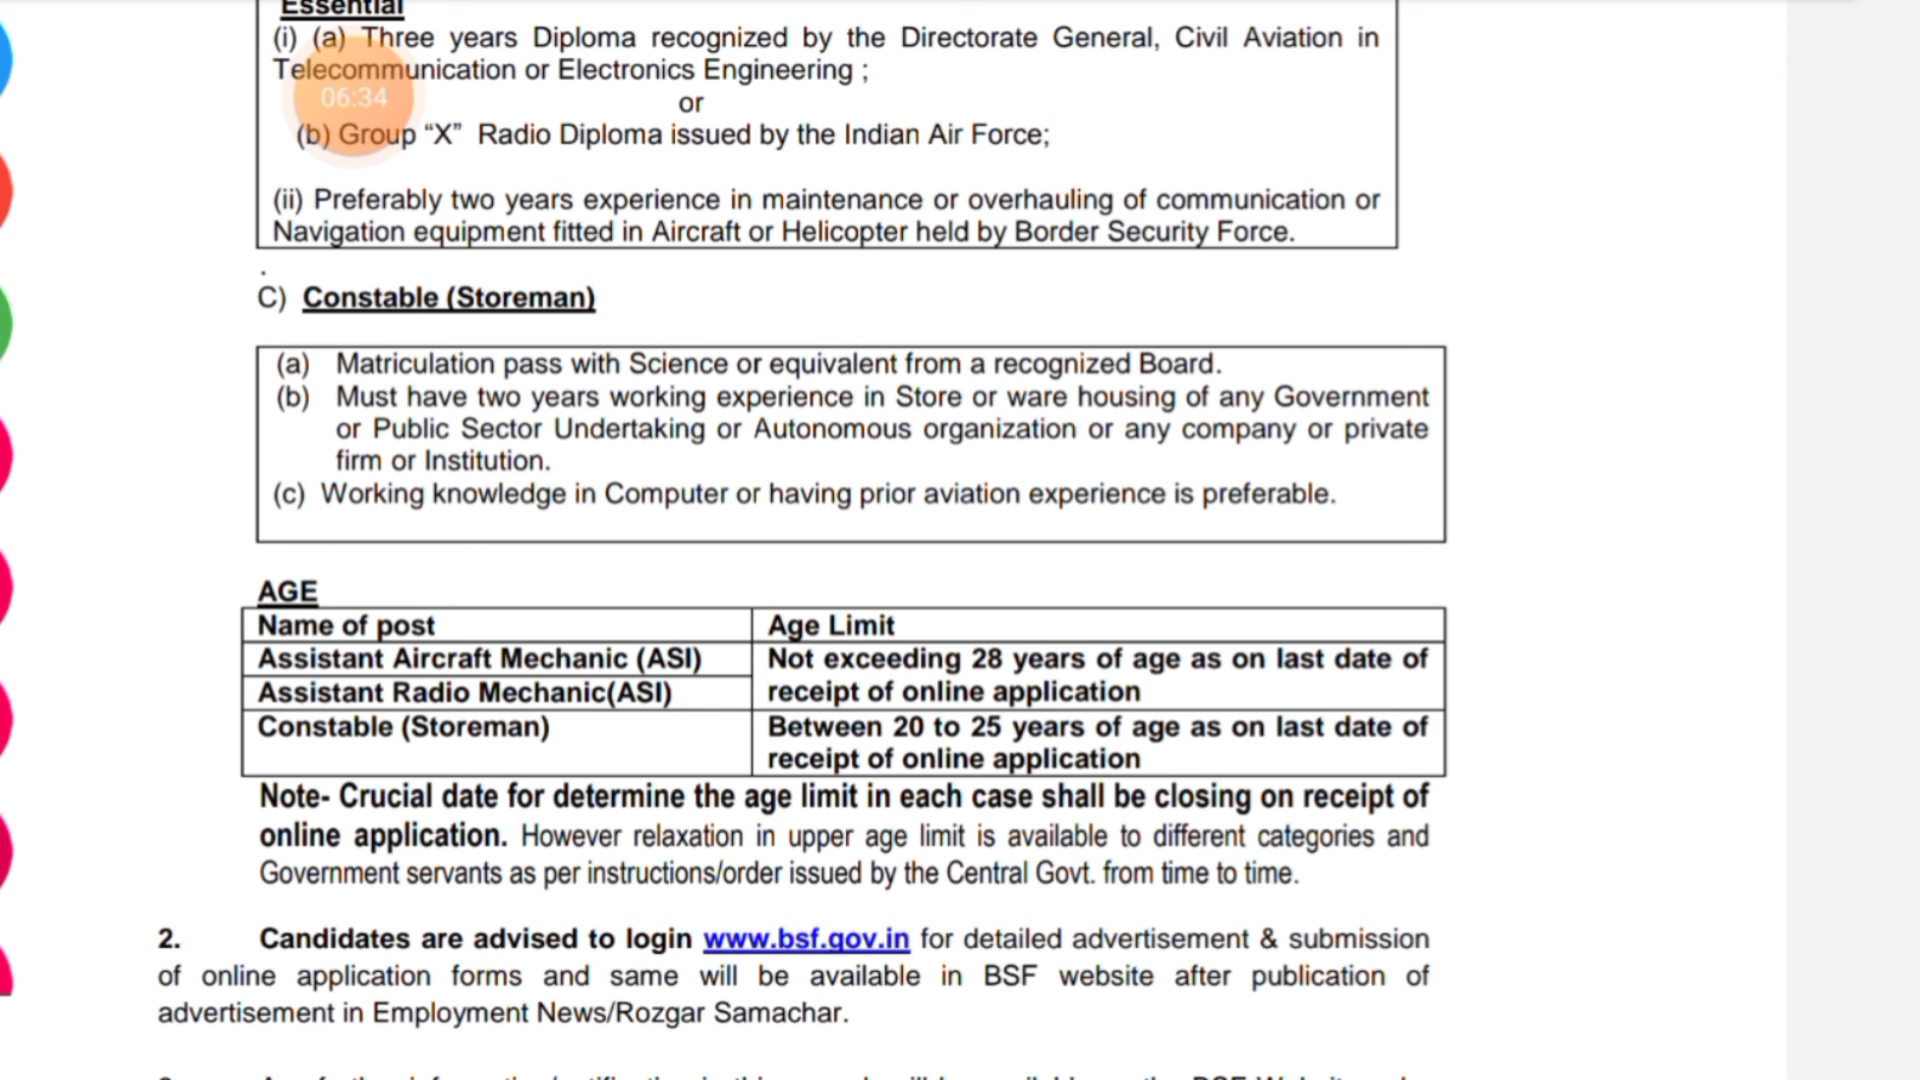 Essential
(i) (a) Three years Diploma recognized by the Directorate General, Civil Aviation in
Telecommunication or Electronics Engineering ;
06:34
or
(b) Group “X” Radio Diploma issued by the Indian Air Force;
(ii) Preferably two years experience in maintenance or overhauling of communication or
Navigation equipment fitted in Aircraft or Helicopter held by Border Security Force.
C) Constable (Storeman)
(a) Matriculation pass with Science or equivalent from a recognized Board.
(b) Must have two years working experience in Store or ware housing of any Government
or Public Sector Undertaking or Autonomous organization or any company or private
firm or Institution.
(c) Working knowledge in Computer or having prior aviation experience is preferable.
AGE
Name of post Age Limit
Assistant Aircraft Mechanic (ASI) Not exceeding 28 years of age as on last date of
Assistant Radio Mechanic(ASI) receipt of online application
Constable (Storeman) Between 20 to 25 years of age as on last date of
receipt of online application
Note- Crucial date for determine the age limit in each case shall be closing on receipt of
online application. However relaxation in upper age limit is available to different categories and
Government servants as per instructions/order issued by the Central Govt. from time to time.
2. Candidates are advised to login www.bsf.gov.in for detailed advertisement & submission
of online application forms and same will be available in BSF website after publication of
advertisement in Employment News/Rozgar Samachar.